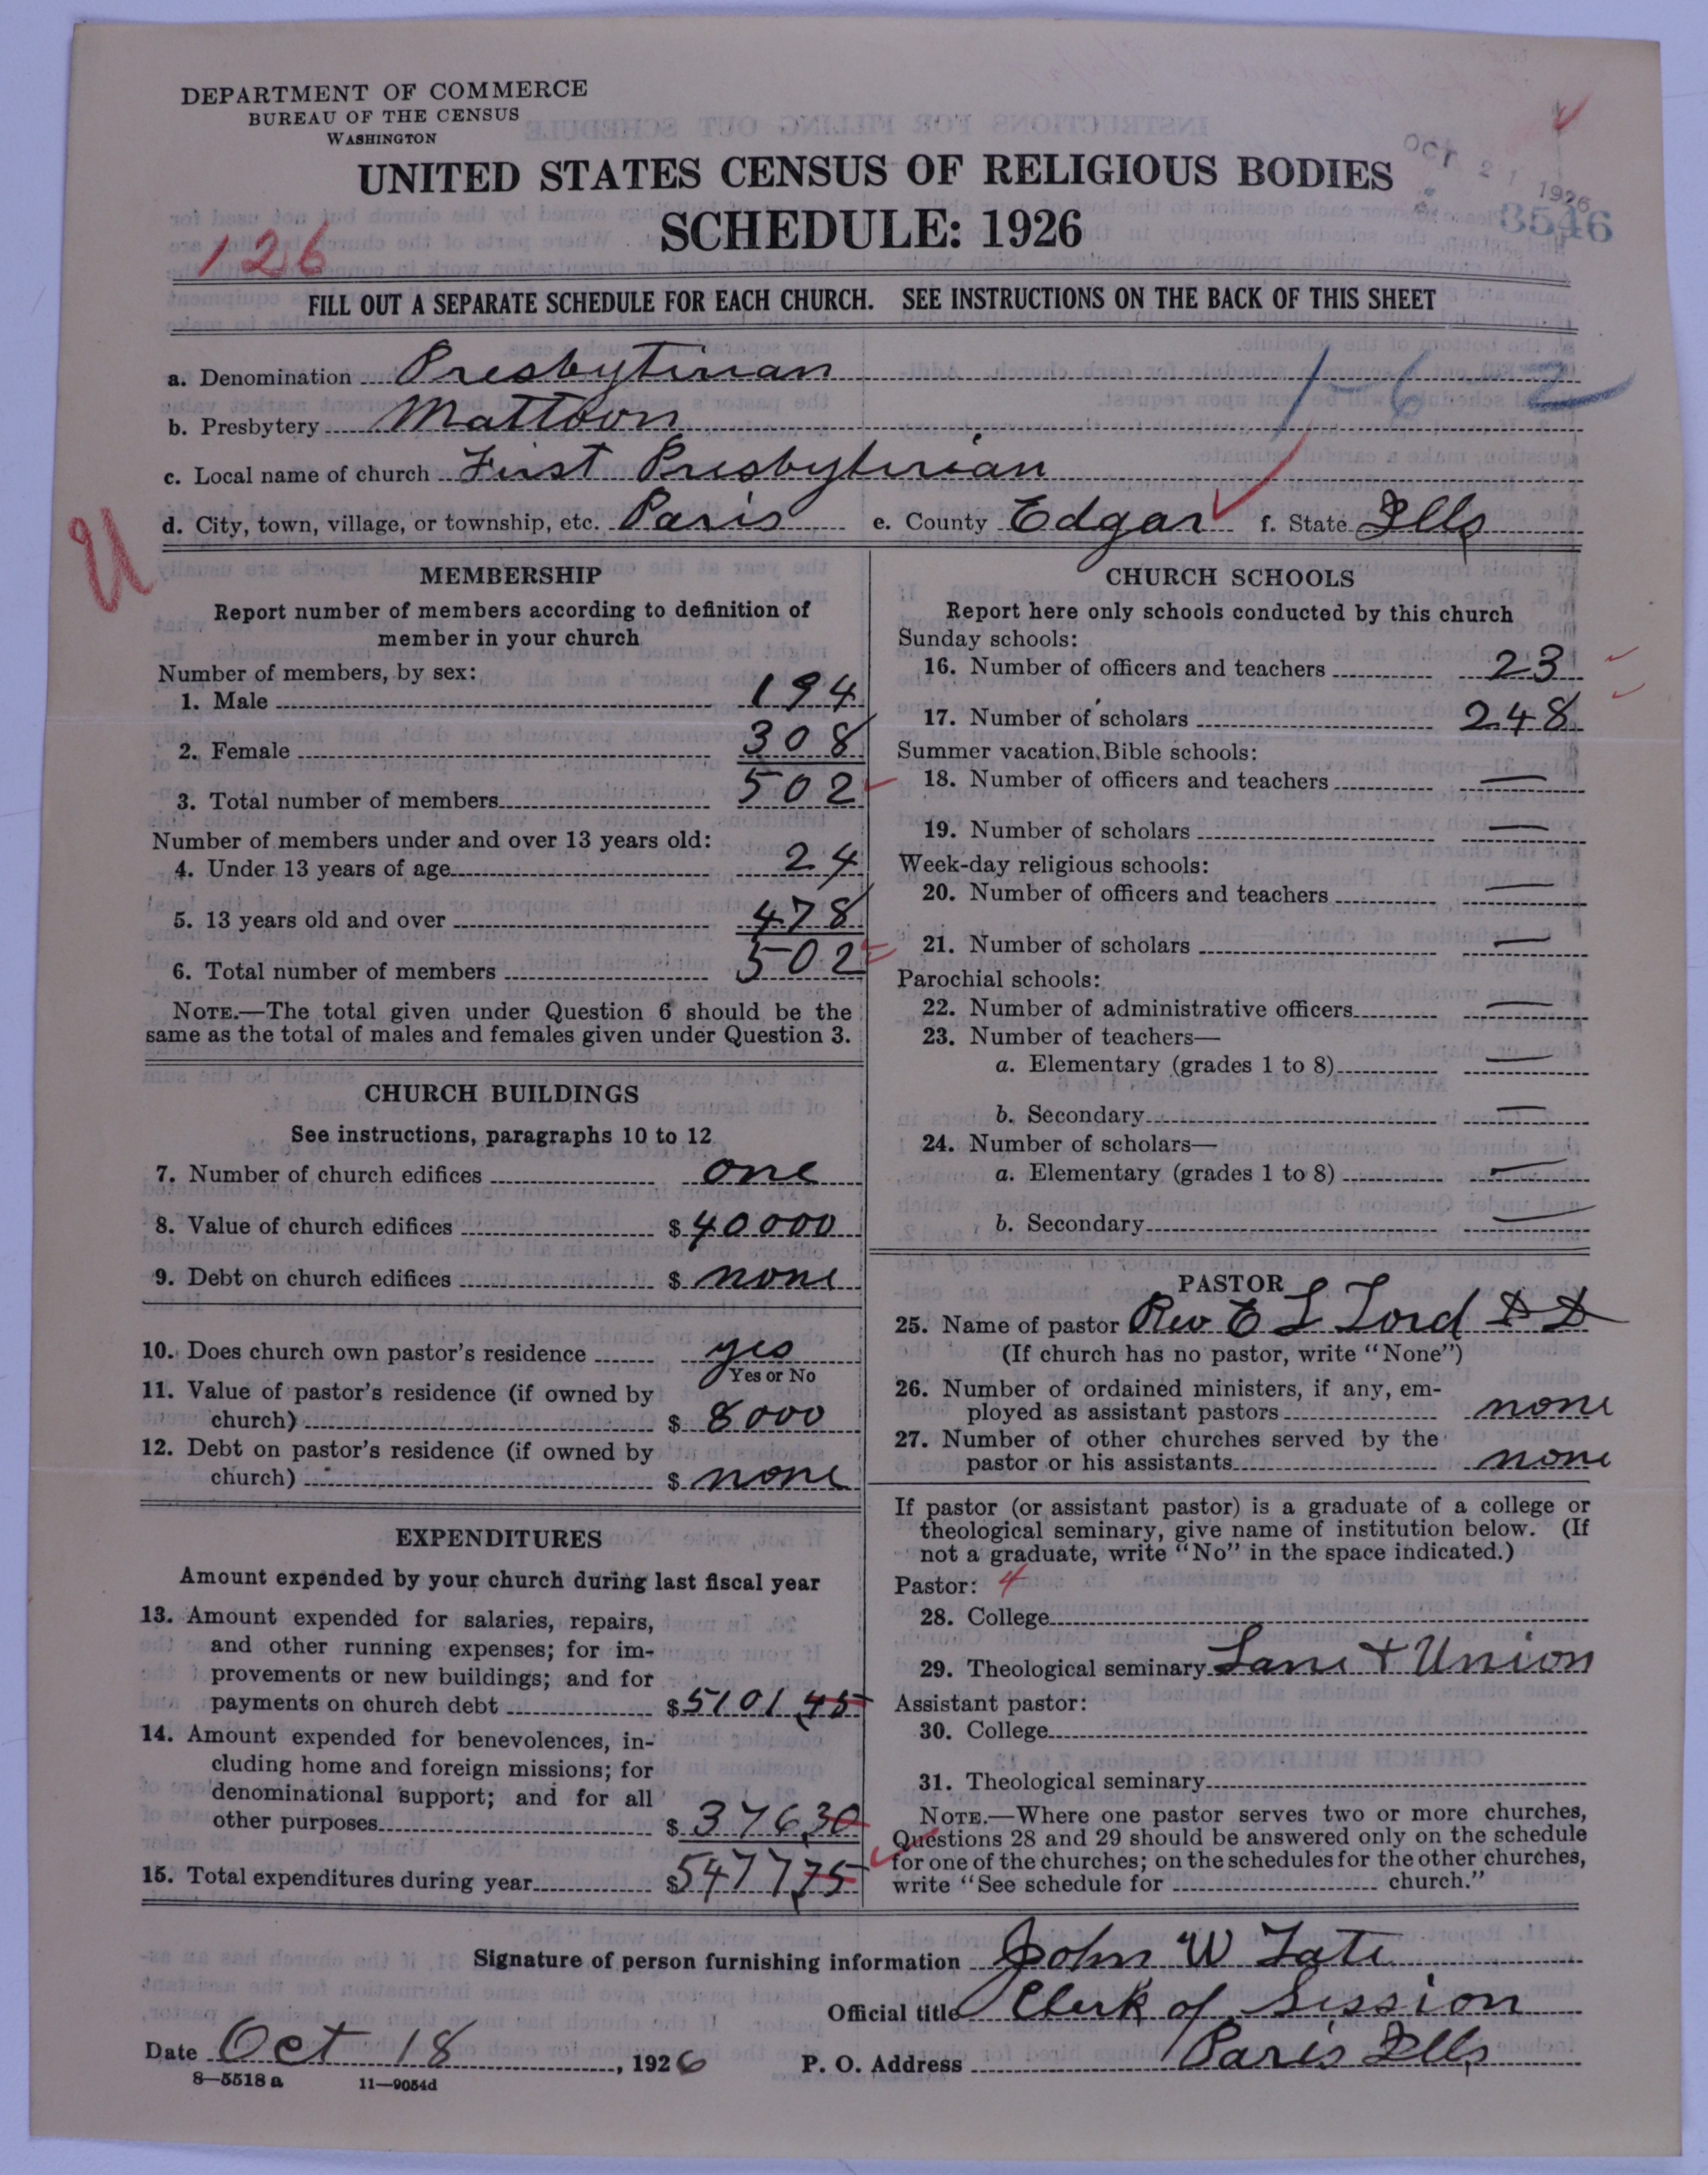 DEPARTMENT OF COMMERCE
BUREAU OF THE CENSUS
WASHINGTON
UNITED STATES CENSUS OF RELIGIOUS BODIES
SCHEDULE: 1926
OCT 21 1926
8546
126
FILL OUT A SEPARATE SCHEDULE FOR EACH CHURCH. SEE INSTRUCTIONS ON THE BACK OF THIS SHEET
a. Denomination Presbyterian
1-6 2
b. Presbytery Mattoon
c. Local name of church First Presbyterian
d. City, town, village, or township, etc. Paris e. County Edgar f. State Ills
U
MEMBERSHIP
Report number of members according to definition of
member in your church
Number of members, by sex:
1. Male 194
2. Female 308
3. Total number of members 502
Number of members under and over 13 years old:
4. Under 13 years of age 24
5. 13 years old and over 478
6. Total number of members 502
NOTE.—The total given under Question 6 should be the
same as the total of males and females given under Question 3.
CHURCH BUILDINGS
See instructions, paragraphs 10 to 12
7. Number of church edifices one
8. Value of church edifices $40000
9. Debt on church edifices $ none
10. Does church own pastor's residence yes
Yes or No
11. Value of pastor's residence (if owned by
church) $ 8000
12. Debt on pastor's residence (if owned by
church) $ none
EXPENDITURES
Amount expended by your church during last fiscal year
13. Amount expended for salaries, repairs,
and other running expenses; for im-
provements or new buildings; and for
payments on church debt $5101,45
14. Amount expended for benevolences, in-
cluding home and foreign missions; for
denominational support; and for all
other purposes $ 376,30
15. Total expenditures during year $5477,75
CHURCH SCHOOLS
Report here only schools conducted by this church
Sunday schools:
16. Number of officers and teachers 23
17. Number of scholars 248
Summer vacation Bible schools:
18. Number of officers and teachers —
19. Number of scholars —
Week-day religious schools:
20. Number of officers and teachers —
21. Number of scholars —
Parochial schools:
22. Number of administrative officers —
23. Number of teachers—
a. Elementary (grades 1 to 8) —
b. Secondary —
24. Number of scholars—
a. Elementary (grades 1 to 8) —
b. Secondary —
PASTOR
25. Name of pastor Rev E L Lord D D
(If church has no pastor, write "None")
26. Number of ordained ministers, if any, em-
ployed as assistant pastors none
27. Number of other churches served by the
pastor or his assistants none
If pastor (or assistant pastor) is a graduate of a college or
theological seminary, give name of institution below. (If
not a graduate, write "No" in the space indicated.)
Pastor: 4
28. College
29. Theological seminary Lane + Union
Assistant pastor:
30. College
31. Theological seminary
NOTE.—Where one pastor serves two or more churches,
Questions 28 and 29 should be answered only on the schedule
for one of the churches; on the schedules for the other churches,
write "See schedule for church."
Signature of person furnishing information John W Tate
Official title Clerk of Session
Date Oct 18, 1926 P. O. Address Paris Ills
8—5518 a 11—9054d